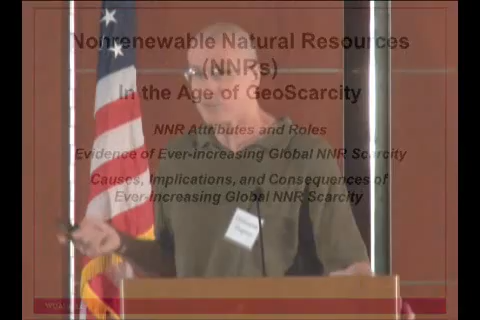 Nonrenewable Natural Resources
(NNRs)
In the Age of GeoScarcity
NNR Attributes and Roles
Evidence of Ever-increasing Global NNR Scarcity
Causes, Implications, and Consequences of
Ever-increasing Global NNR Scarcity